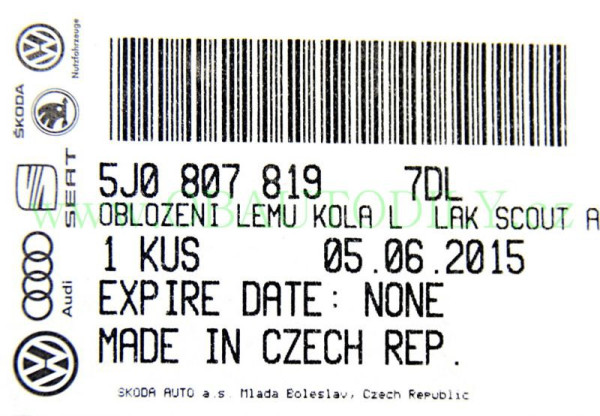 5J0 807 819 7DL
OBLOZENI LEMU KOLA L LAK SCOUT A
1 KUS 05.06.2015
EXPIRE DATE: NONE
MADE IN CZECH REP.
SKODA AUTO a.s. Mlada Boleslav, Czech Republic
Nutzfahrzeuge
ŠKODA
SEAT
Audi